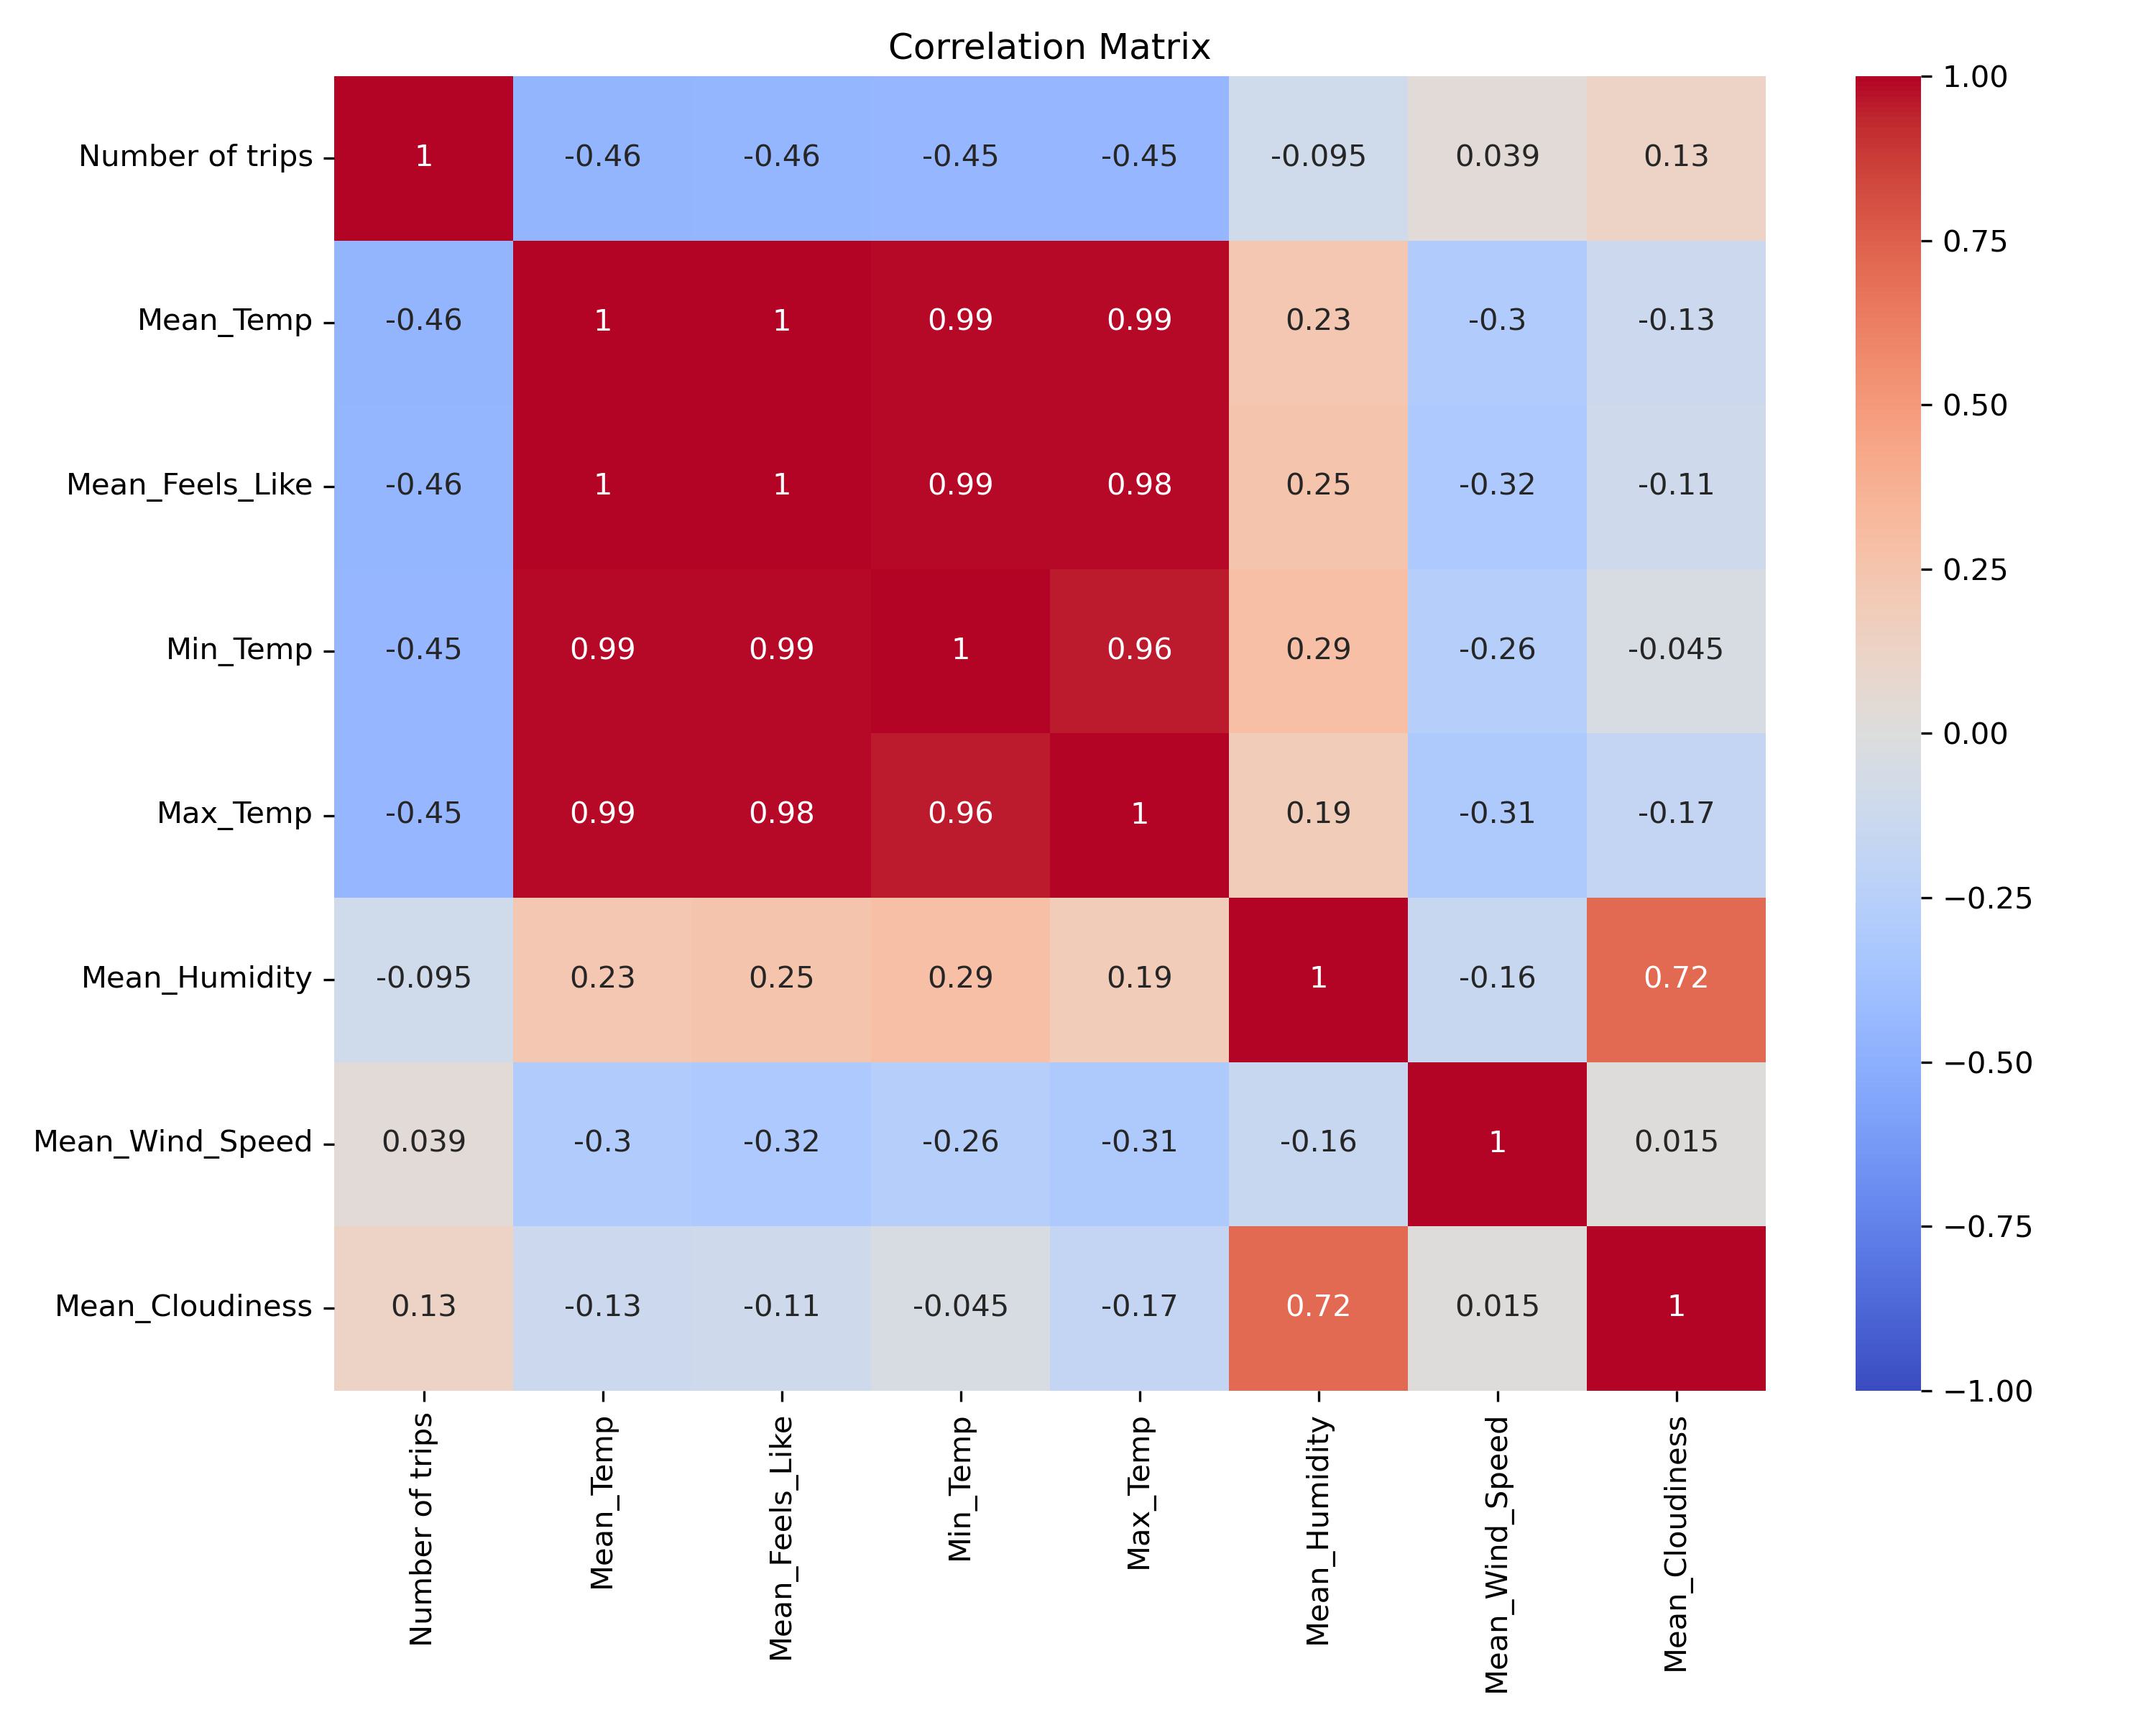 Correlation Matrix
Number of trips 1 -0.46 -0.46 -0.45 -0.45 -0.095 0.039 0.13
Mean_Temp -0.46 1 1 0.99 0.99 0.23 -0.3 -0.13
Mean_Feels_Like -0.46 1 1 0.99 0.98 0.25 -0.32 -0.11
Min_Temp -0.45 0.99 0.99 1 0.96 0.29 -0.26 -0.045
Max_Temp -0.45 0.99 0.98 0.96 1 0.19 -0.31 -0.17
Mean_Humidity -0.095 0.23 0.25 0.29 0.19 1 -0.16 0.72
Mean_Wind_Speed 0.039 -0.3 -0.32 -0.26 -0.31 -0.16 1 0.015
Mean_Cloudiness 0.13 -0.13 -0.11 -0.045 -0.17 0.72 0.015 1
Number of trips
Mean_Temp
Mean_Feels_Like
Min_Temp
Max_Temp
Mean_Humidity
Mean_Wind_Speed
Mean_Cloudiness
1.00
0.75
0.50
0.25
0.00
−0.25
−0.50
−0.75
−1.00